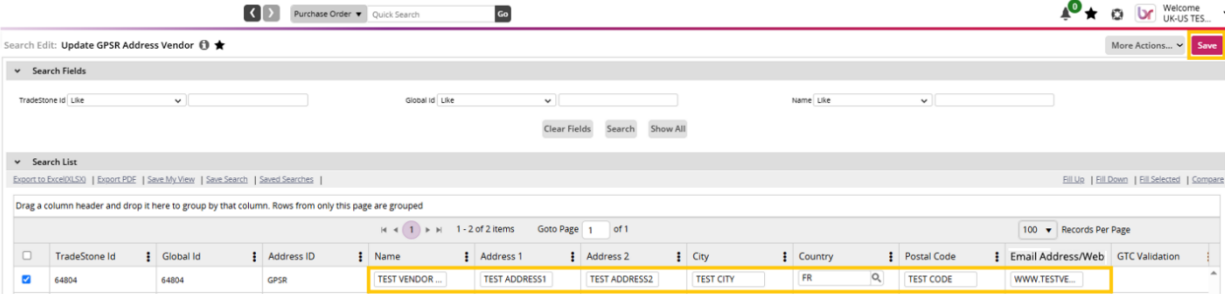 Purchase Order Quick Search Go
0 br Welcome
UK-US TES...
Search Edit: Update GPSR Address Vendor More Actions... Save
Search Fields
TradeStone Id Like Global Id Like Name Like
Clear Fields Search Show All
Search List
Export to Excel(XLSX) | Export PDF | Save My View | Save Search | Saved Searches | Fill Up | Fill Down | Fill Selected | Compare
Drag a column header and drop it here to group by that column. Rows from only this page are grouped
1 1 - 2 of 2 items Goto Page 1 of 1 100 Records Per Page
TradeStone Id Global Id Address ID Name Address 1 Address 2 City Country Postal Code Email Address/Web GTC Validation
64804 64804 GPSR TEST VENDOR ... TEST ADDRESS1 TEST ADDRESS2 TEST CITY FR TEST CODE WWW.TESTVE...